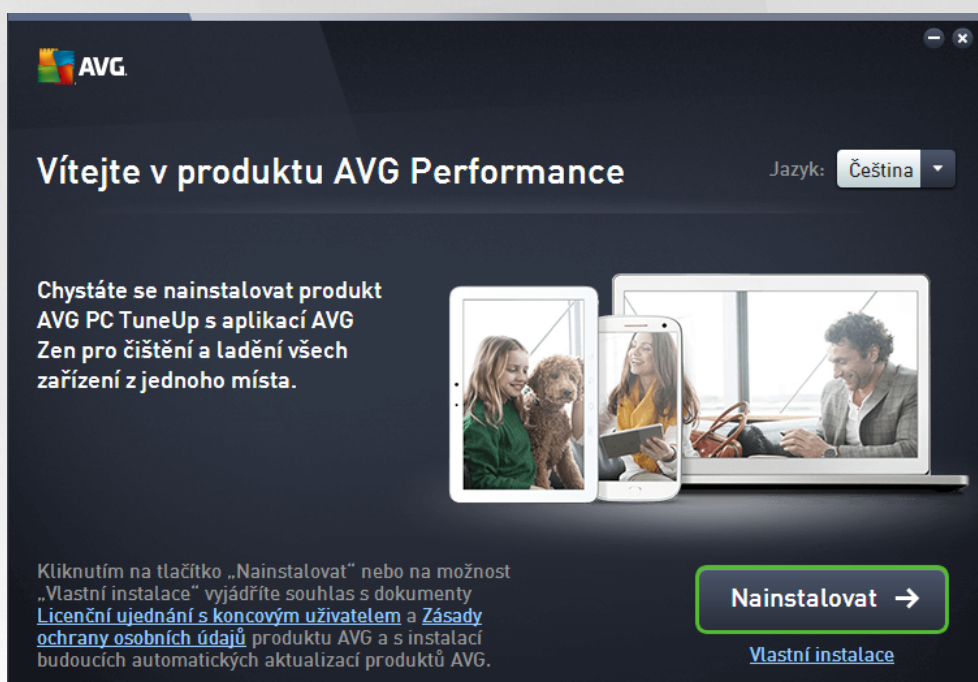 AVG.
Vítejte v produktu AVG Performance
Jazyk: Čeština
Chystáte se nainstalovat produkt
AVG PC TuneUp s aplikací AVG
Zen pro čištění a ladění všech
zařízení z jednoho místa.
Kliknutím na tlačítko „Nainstalovat“ nebo na možnost
„Vlastní instalace“ vyjádříte souhlas s dokumenty
Licenční ujednání s koncovým uživatelem a Zásady
ochrany osobních údajů produktu AVG a s instalací
budoucích automatických aktualizací produktů AVG.
Nainstalovat →
Vlastní instalace